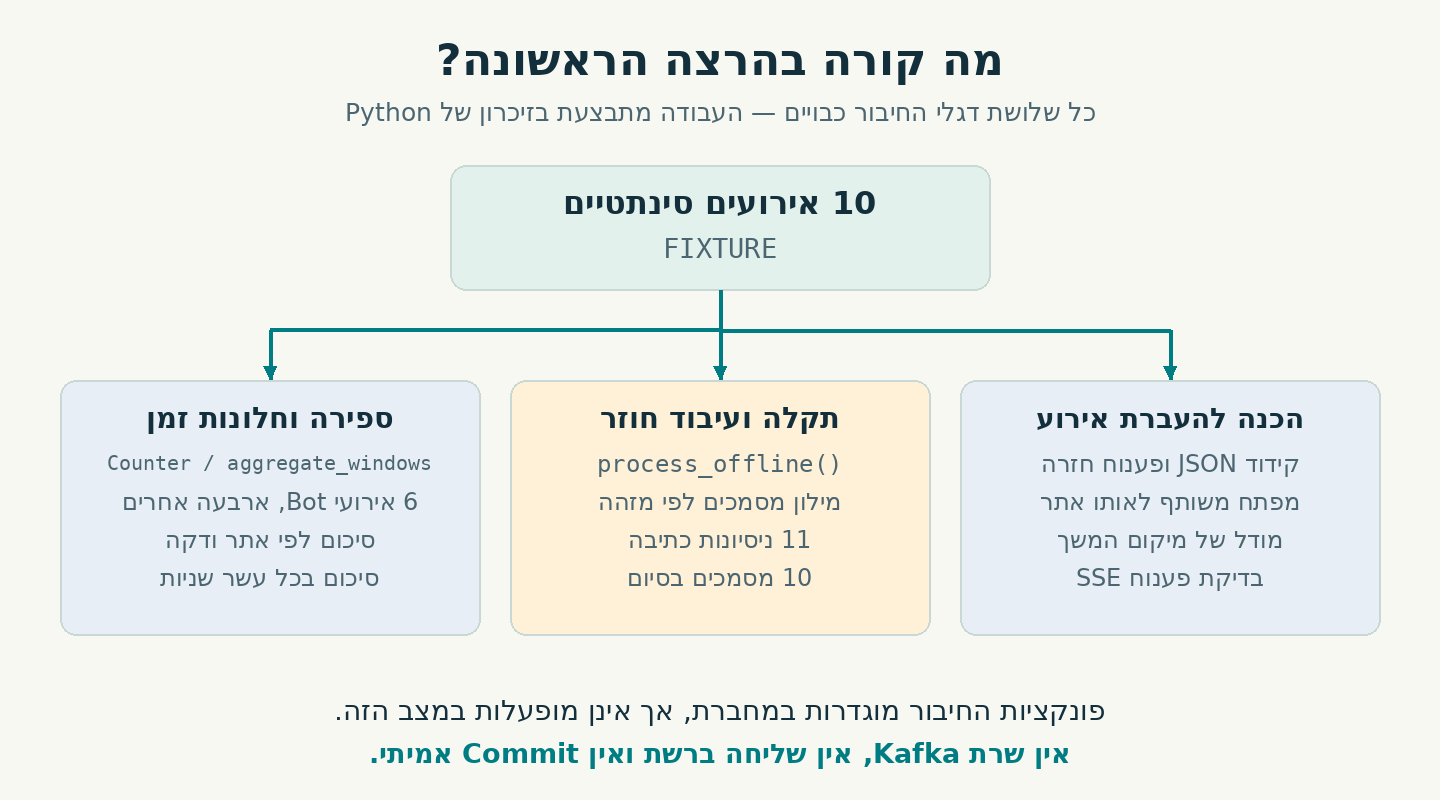 מה קורה בהרצה הראשונה?
כל שלושת דגלי החיבור כבויים — העבודה מתבצעת בזיכרון של Python
10 אירועים סינתטיים
FIXTURE
הכנה להעברת אירוע
קידוד JSON ופענוח חזרה
מפתח משותף לאותו אתר
מודל של מיקום המשך
בדיקת פענוח SSE
תקלה ועיבוד חוזר
process_offline()
מילון מסמכים לפי מזהה
11 ניסיונות כתיבה
10 מסמכים בסיום
ספירה וחלונות זמן
Counter / aggregate_windows
6 אירועי Bot, ארבעה אחרים
סיכום לפי אתר ודקה
סיכום בכל עשר שניות
פונקציות החיבור מוגדרות במחברת, אך אינן מופעלות במצב הזה.
אין שרת Kafka, אין שליחה ברשת ואין Commit אמיתי.